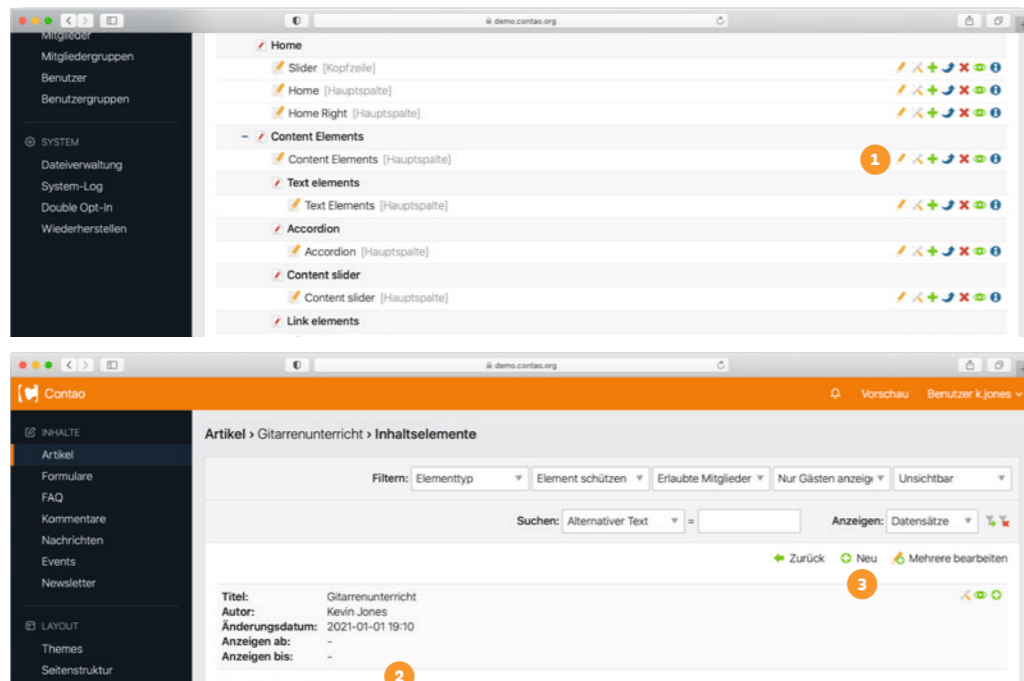 demo.contao.org
Mitglieder
Mitgliedergruppen
Benutzer
Benutzergruppen
SYSTEM
Dateiverwaltung
System-Log
Double Opt-In
Wiederherstellen
Home
Slider [Kopfzeile]
Home [Hauptspalte]
Home Right [Hauptspalte]
Content Elements
Content Elements [Hauptspalte]
1
Text elements
Text Elements [Hauptspalte]
Accordion
Accordion [Hauptspalte]
Content slider
Content slider [Hauptspalte]
Link elements
demo.contao.org
Contao
Vorschau Benutzer k.jones
INHALTE
Artikel
Formulare
FAQ
Kommentare
Nachrichten
Events
Newsletter
LAYOUT
Themes
Seitenstruktur
Artikel › Gitarrenunterricht › Inhaltselemente
Filtern: Elementtyp Element schützen Erlaubte Mitglieder Nur Gästen anzeige Unsichtbar
Suchen: Alternativer Text = Anzeigen: Datensätze
Zurück Neu Mehrere bearbeiten
3
Titel: Gitarrenunterricht
Autor: Kevin Jones
Änderungsdatum: 2021-01-01 19:10
Anzeigen ab: -
Anzeigen bis: -
2